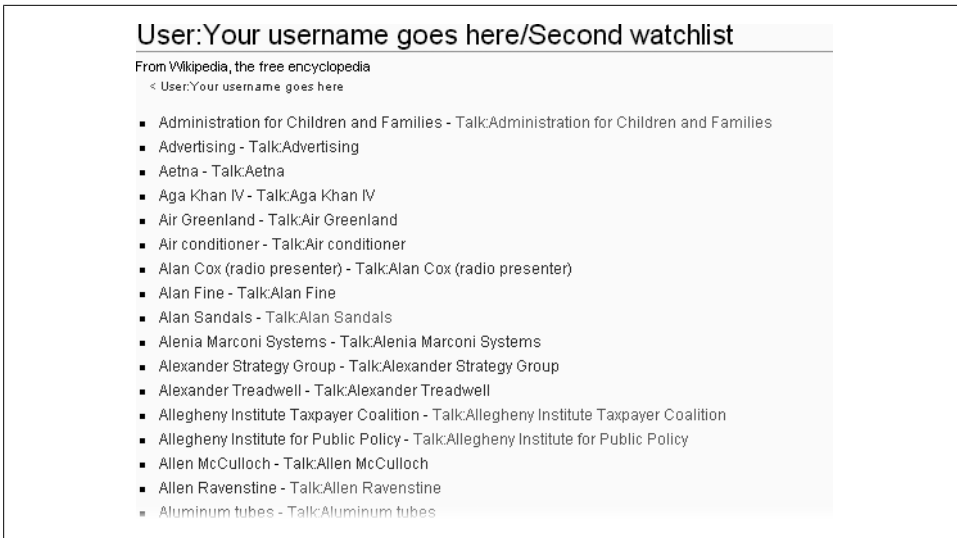 User:Your username goes here/Second watchlist
From Wikipedia, the free encyclopedia
< User:Your username goes here
▪ Administration for Children and Families - Talk:Administration for Children and Families
▪ Advertising - Talk:Advertising
▪ Aetna - Talk:Aetna
▪ Aga Khan IV - Talk:Aga Khan IV
▪ Air Greenland - Talk:Air Greenland
▪ Air conditioner - Talk:Air conditioner
▪ Alan Cox (radio presenter) - Talk:Alan Cox (radio presenter)
▪ Alan Fine - Talk:Alan Fine
▪ Alan Sandals - Talk:Alan Sandals
▪ Alenia Marconi Systems - Talk:Alenia Marconi Systems
▪ Alexander Strategy Group - Talk:Alexander Strategy Group
▪ Alexander Treadwell - Talk:Alexander Treadwell
▪ Allegheny Institute Taxpayer Coalition - Talk:Allegheny Institute Taxpayer Coalition
▪ Allegheny Institute for Public Policy - Talk:Allegheny Institute for Public Policy
▪ Allen McCulloch - Talk:Allen McCulloch
▪ Allen Ravenstine - Talk:Allen Ravenstine
▪ Aluminum tubes - Talk:Aluminum tubes